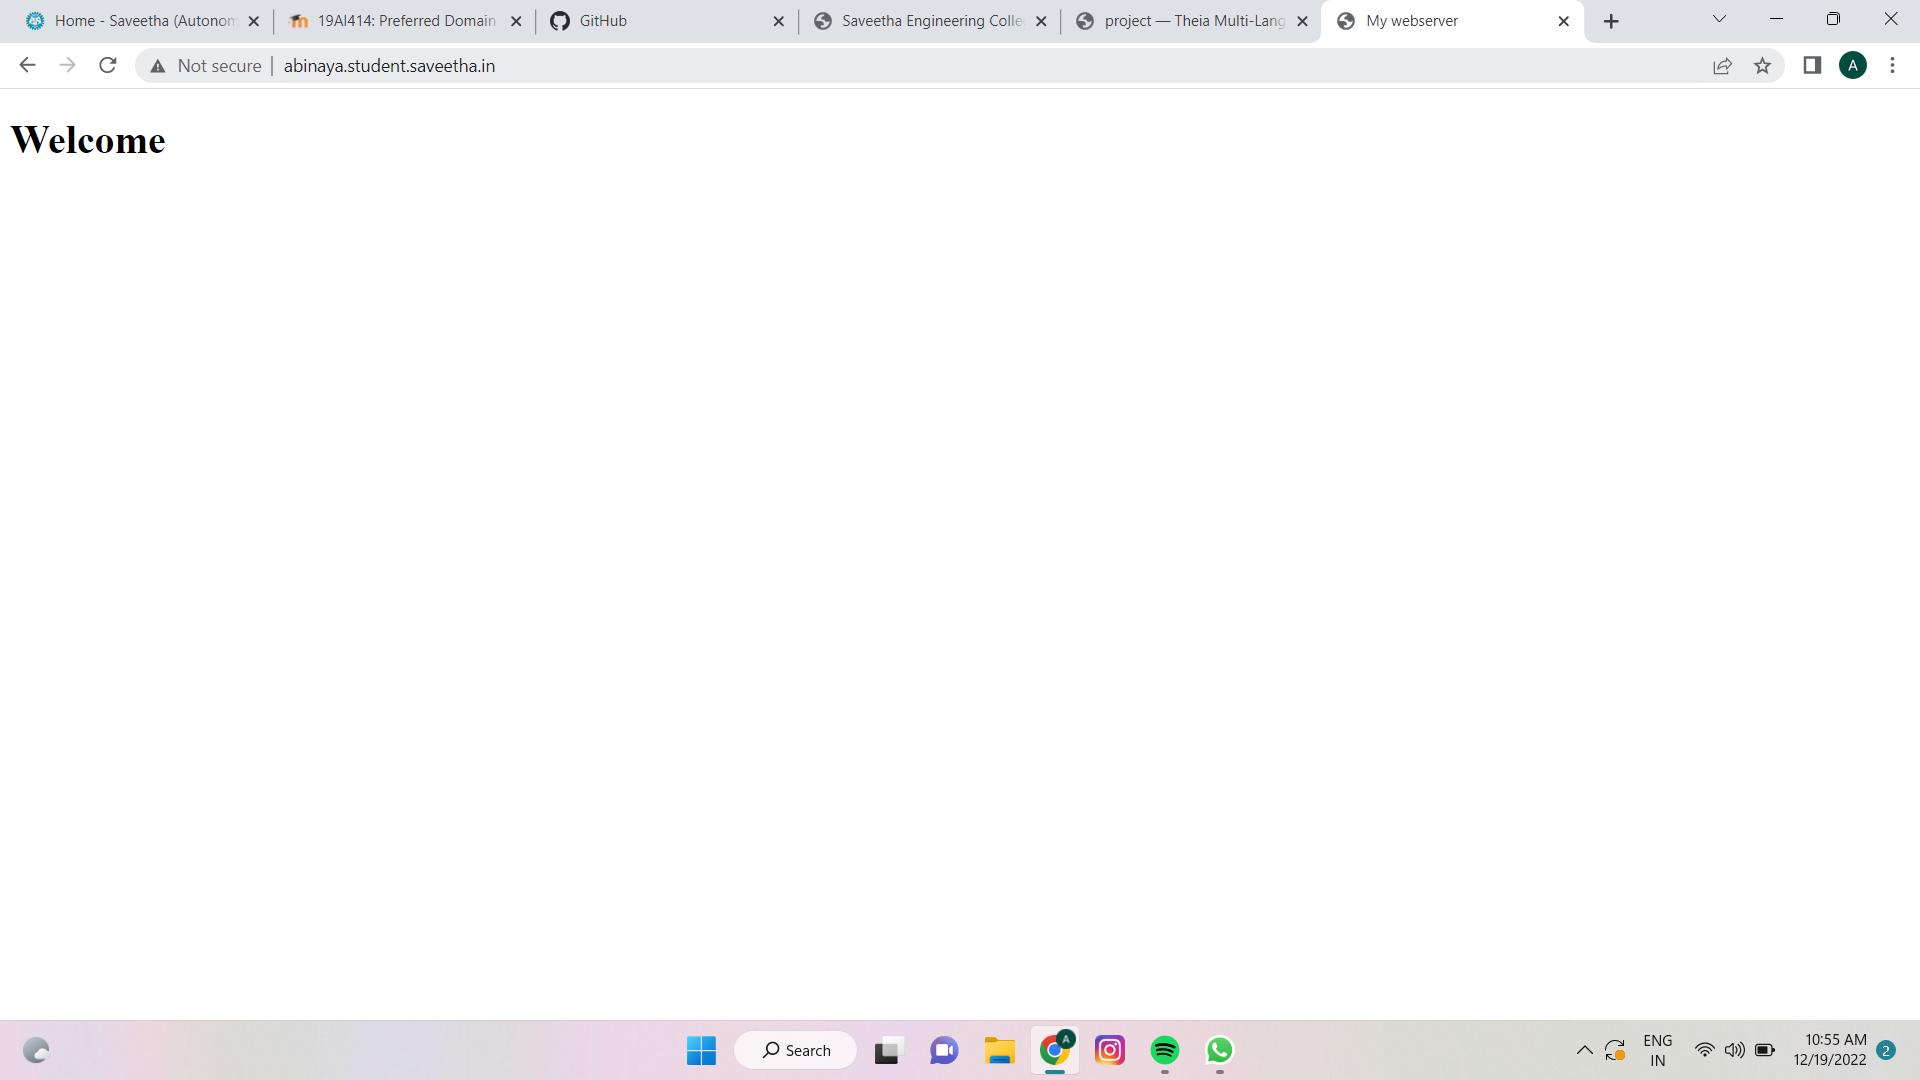 Home - Saveetha (Autonom
19AI414: Preferred Domain
GitHub
Saveetha Engineering Colle
project — Theia Multi-Lang
My webserver
Not secure
abinaya.student.saveetha.in
A
Welcome
Search
A
ENG
IN
10:55 AM
12/19/2022
2